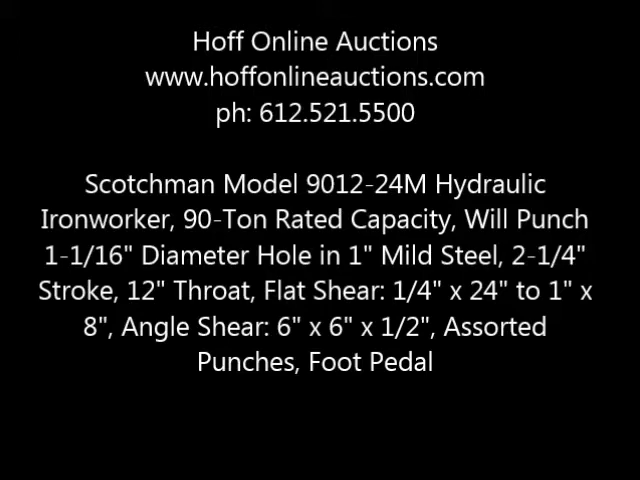 Hoff Online Auctions
www.hoffonlineauctions.com
ph: 612.521.5500
Scotchman Model 9012-24M Hydraulic
Ironworker, 90-Ton Rated Capacity, Will Punch
1-1/16" Diameter Hole in 1" Mild Steel, 2-1/4"
Stroke, 12" Throat, Flat Shear: 1/4" x 24" to 1" x
8", Angle Shear: 6" x 6" x 1/2", Assorted
Punches, Foot Pedal